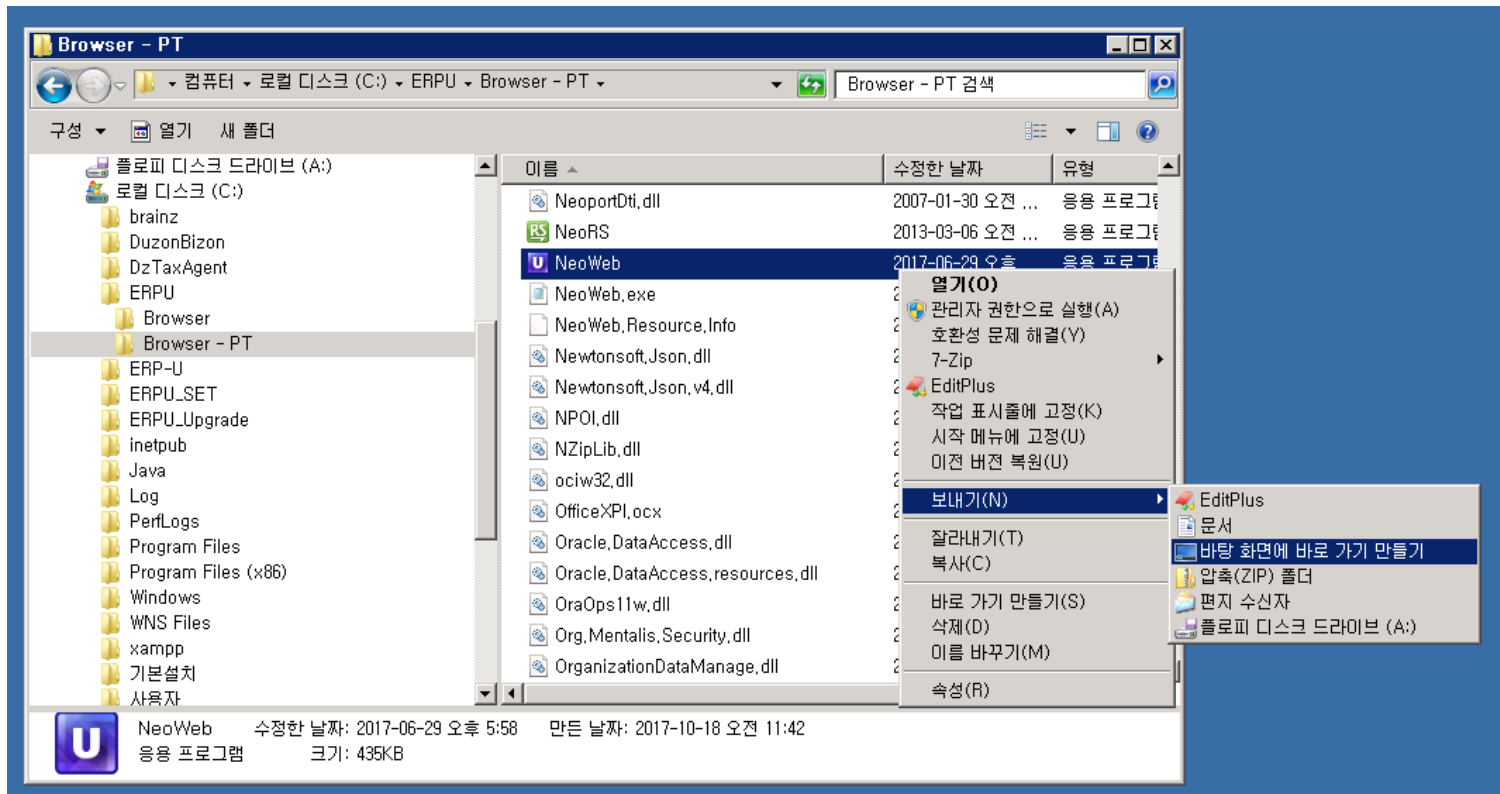 Browser - PT
컴퓨터 로컬 디스크 (C:) ERPU Browser - PT
Browser - PT 검색
구성 열기 새 폴더
플로피 디스크 드라이브 (A:)
로컬 디스크 (C:)
brainz
DuzonBizon
DzTaxAgent
ERPU
Browser
Browser - PT
ERP-U
ERPU_SET
ERPU_Upgrade
inetpub
Java
Log
PerfLogs
Program Files
Program Files (x86)
Windows
WNS Files
xampp
기본설치
사용자
이름 수정한 날짜 유형
NeoportDti.dll 2007-01-30 오전 ... 응용 프로그
RS NeoRS 2013-03-06 오전 ... 응용 프로그
U NeoWeb 2017-06-29 오후 응용 프로그
NeoWeb.exe
NeoWeb.Resource.Info
Newtonsoft.Json.dll
Newtonsoft.Json.v4.dll
NPOI.dll
NZipLib.dll
ociw32.dll
OfficeXPI.ocx
Oracle.DataAccess.dll
Oracle.DataAccess.resources.dll
OraOps11w.dll
Org.Mentalis.Security.dll
OrganizationDataManage.dll
열기(O)
관리자 권한으로 실행(A)
호환성 문제 해결(Y)
7-Zip
EditPlus
작업 표시줄에 고정(K)
시작 메뉴에 고정(U)
이전 버전 복원(U)
보내기(N)
잘라내기(T)
복사(C)
바로 가기 만들기(S)
삭제(D)
이름 바꾸기(M)
속성(R)
EditPlus
문서
바탕 화면에 바로 가기 만들기
압축(ZIP) 폴더
편지 수신자
플로피 디스크 드라이브 (A:)
U
NeoWeb 수정한 날짜: 2017-06-29 오후 5:58 만든 날짜: 2017-10-18 오전 11:42
응용 프로그램 크기: 435KB